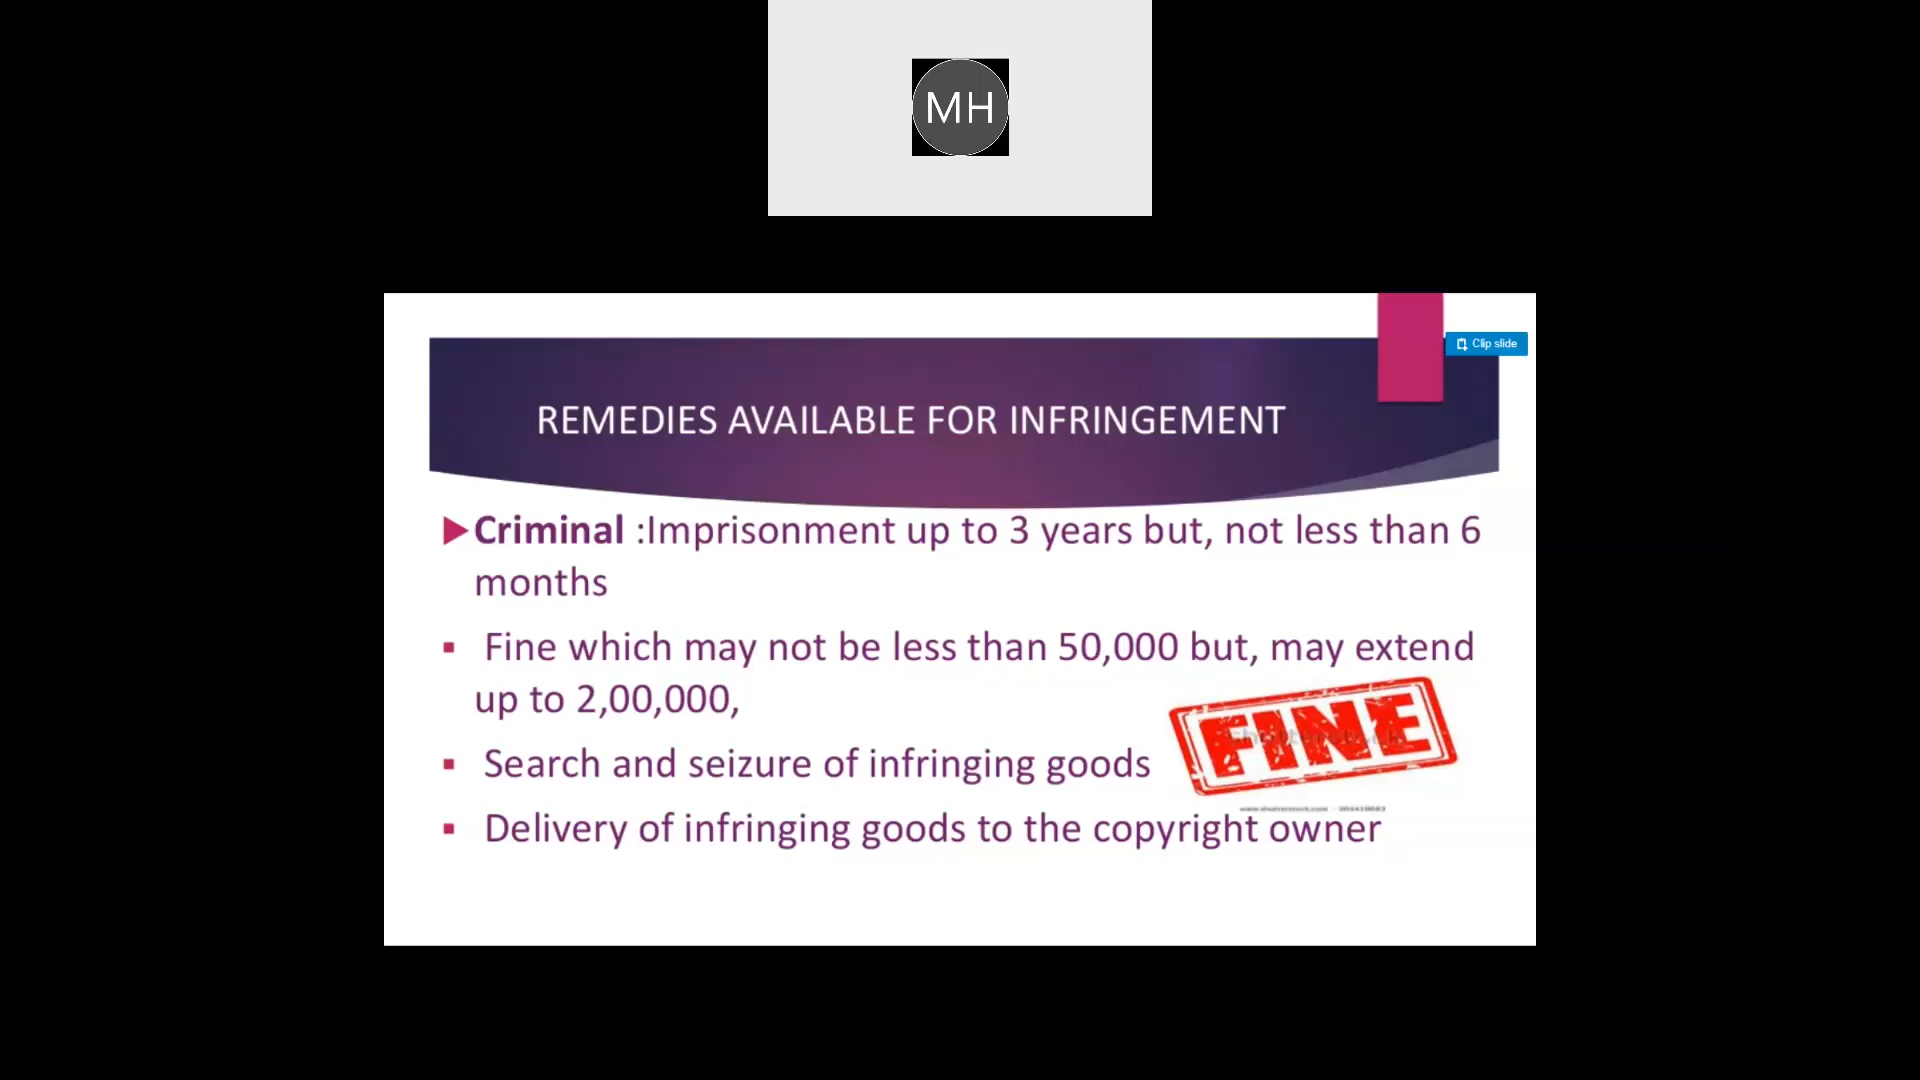 MH
Clip slide
REMEDIES AVAILABLE FOR INFRINGEMENT
Criminal :Imprisonment up to 3 years but, not less than 6
months
Fine which may not be less than 50,000 but, may extend
up to 2,00,000,
FINE
Search and seizure of infringing goods
Delivery of infringing goods to the copyright owner